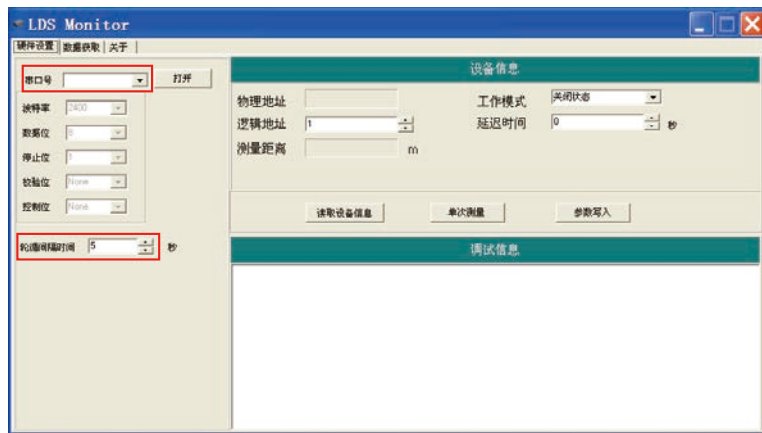 LDS Monitor
硬件设置 数据获取 关于
串口号 打开
波特率 2400
数据位 8
停止位 1
校验位 None
控制位 None
轮循间隔时间 5 秒
设备信息
物理地址 工作模式 关闭状态
逻辑地址 1 延迟时间 0 秒
测量距离 m
读取设备信息 单次测量 参数写入
调试信息